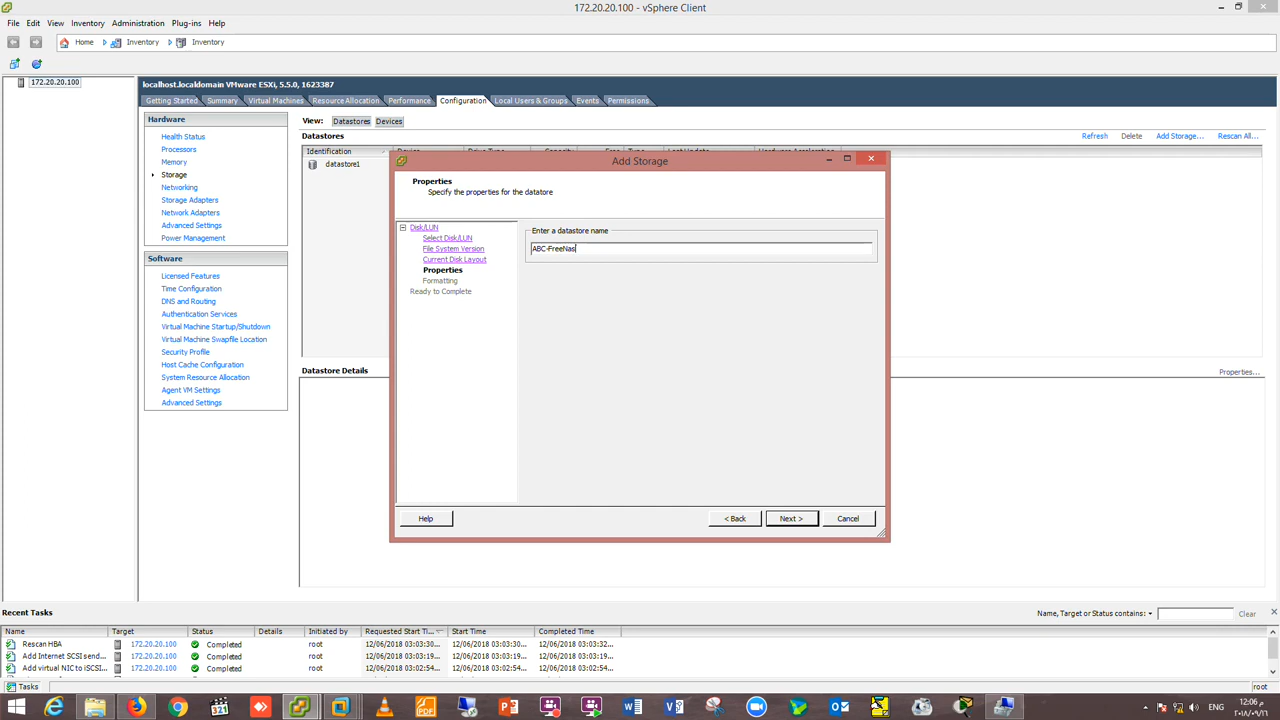 172.20.20.100 - vSphere Client
File Edit View Inventory Administration Plug-ins Help
Home Inventory Inventory
172.20.20.100
localhost.localdomain VMware ESXi, 5.5.0, 1623387
Getting Started Summary Virtual Machines Resource Allocation Performance Configuration Local Users & Groups Events Permissions
Hardware
Health Status
Processors
Memory
Storage
Networking
Storage Adapters
Network Adapters
Advanced Settings
Power Management
Software
Licensed Features
Time Configuration
DNS and Routing
Authentication Services
Virtual Machine Startup/Shutdown
Virtual Machine Swapfile Location
Security Profile
Host Cache Configuration
System Resource Allocation
Agent VM Settings
Advanced Settings
View: Datastores Devices
Datastores
Refresh Delete Add Storage... Rescan All...
Identification
datastore1
Add Storage
Properties
Specify the properties for the datatore
Disk/LUN
Select Disk/LUN
File System Version
Current Disk Layout
Properties
Formatting
Ready to Complete
Enter a datastore name
ABC-FreeNas
Help < Back Next > Cancel
Datastore Details
Properties...
Recent Tasks
Name, Target or Status contains: Clear
Name Target Status Details Initiated by Requested Start Ti... Start Time Completed Time
Rescan HBA 172.20.20.100 Completed root 12/06/2018 03:03:30... 12/06/2018 03:03:30... 12/06/2018 03:03:32...
Add Internet SCSI send... 172.20.20.100 Completed root 12/06/2018 03:03:19... 12/06/2018 03:03:19... 12/06/2018 03:03:19...
Add virtual NIC to iSCSI... 172.20.20.100 Completed root 12/06/2018 03:02:54... 12/06/2018 03:02:54... 12/06/2018 03:02:54...
Tasks
root
321
PDF
12:06 م